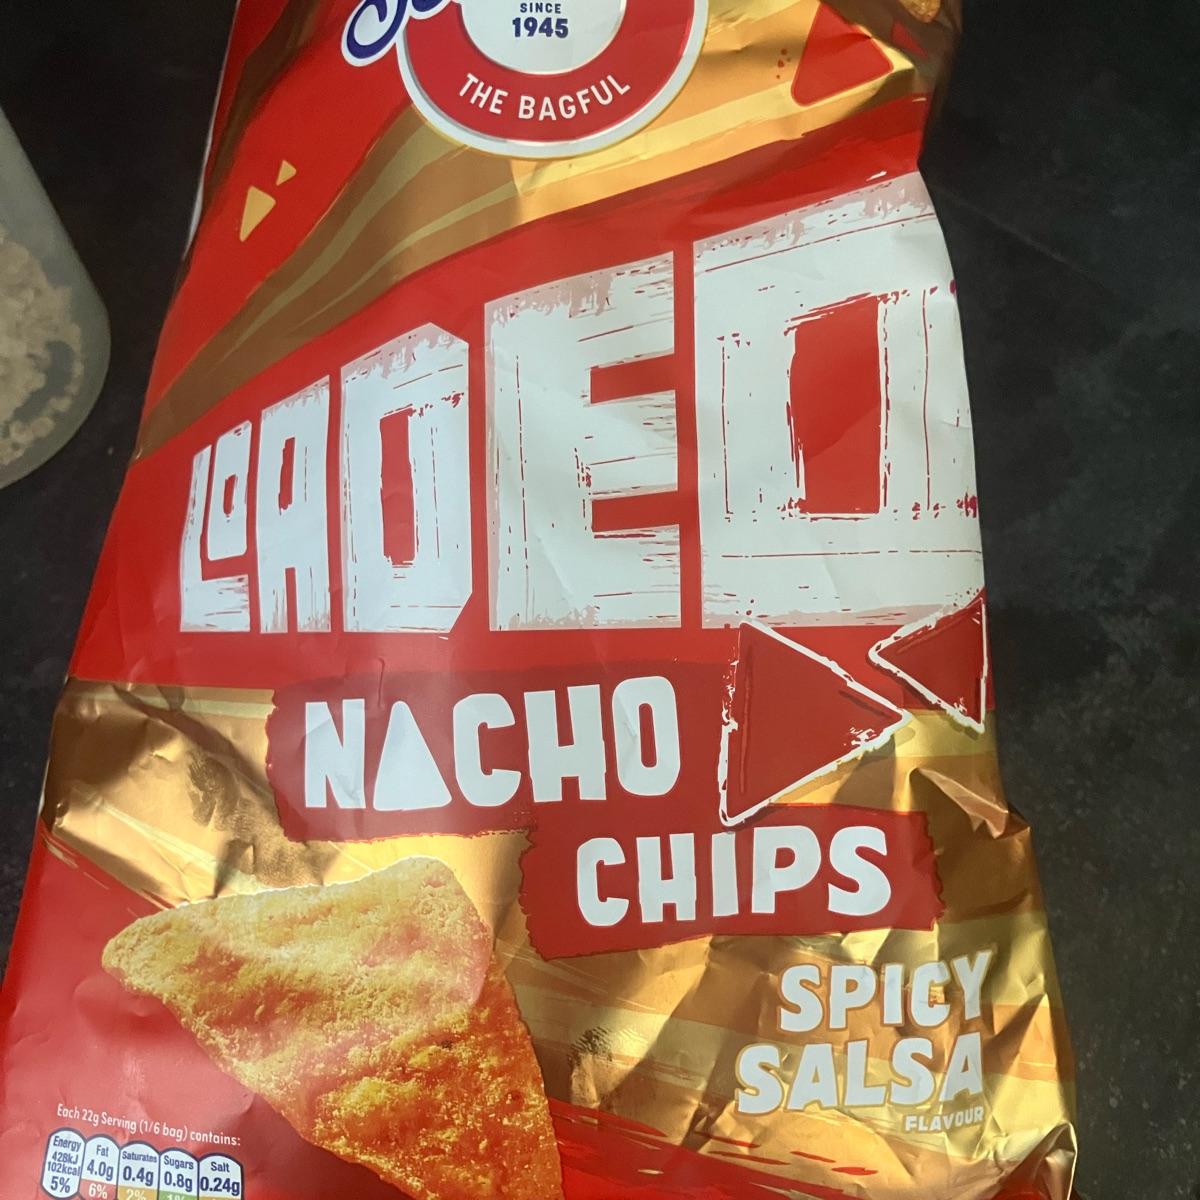 SINCE
1945
THE BAGFUL
LOADED
NACHO
CHIPS
SPICY
SALSA
FLAVOUR
Each 22g Serving (1/6 bag) contains:
Energy Fat Saturates Sugars Salt
428kJ
102kcal 4.0g 0.4g 0.8g 0.24g
5% 6% 2% 1%